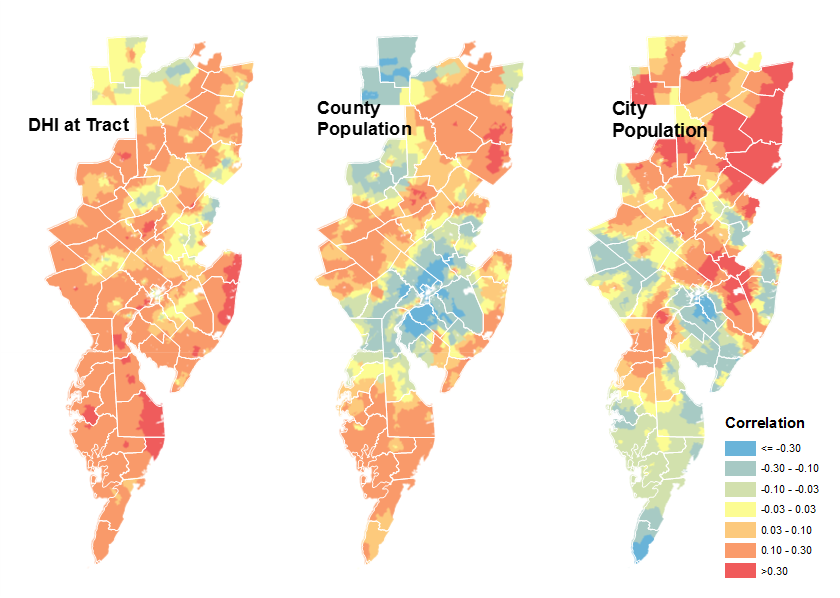 DHI at Tract
County
Population
City
Population
Correlation
<= -0.30
-0.30 - -0.10
-0.10 - -0.03
-0.03 - 0.03
0.03 - 0.10
0.10 - 0.30
>0.30